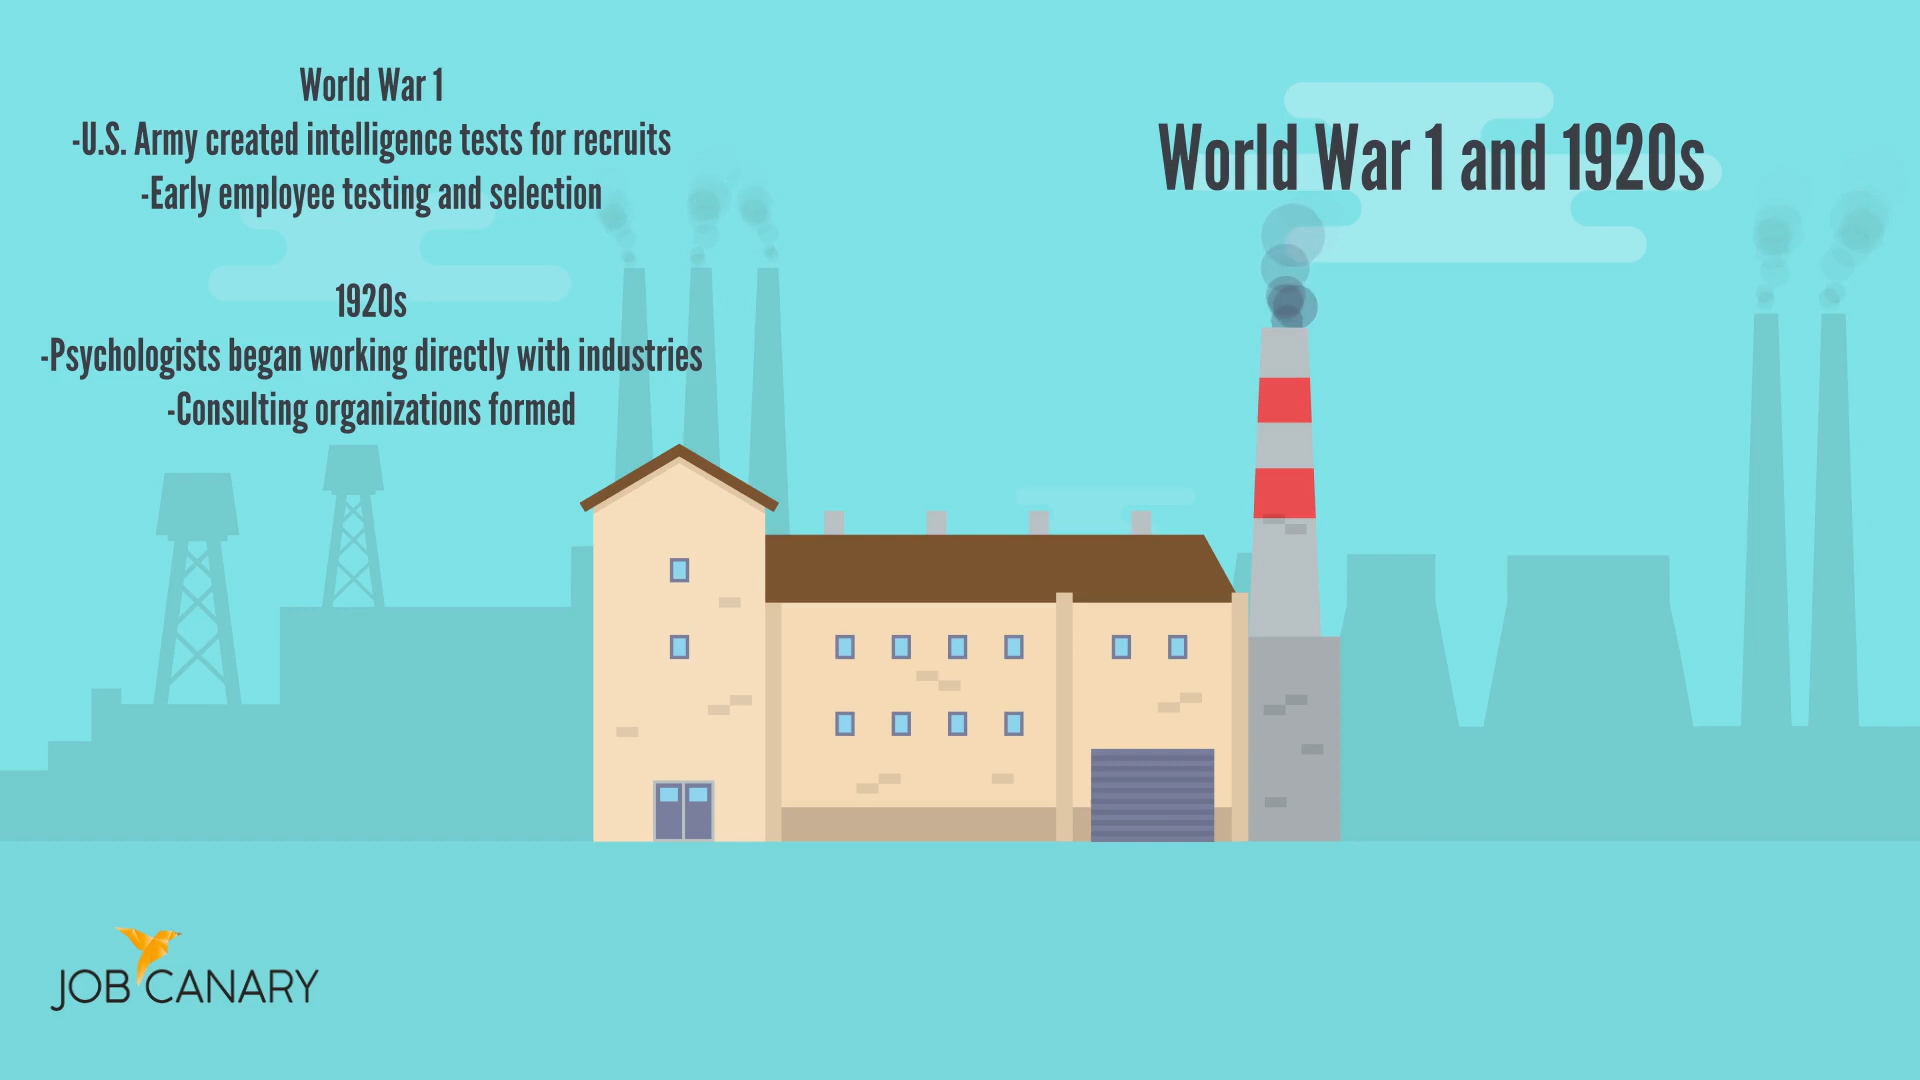 World War 1
-U.S. Army created intelligence tests for recruits
-Early employee testing and selection
1920s
-Psychologists began working directly with industries
-Consulting organizations formed
World War 1 and 1920s
JOB CANARY